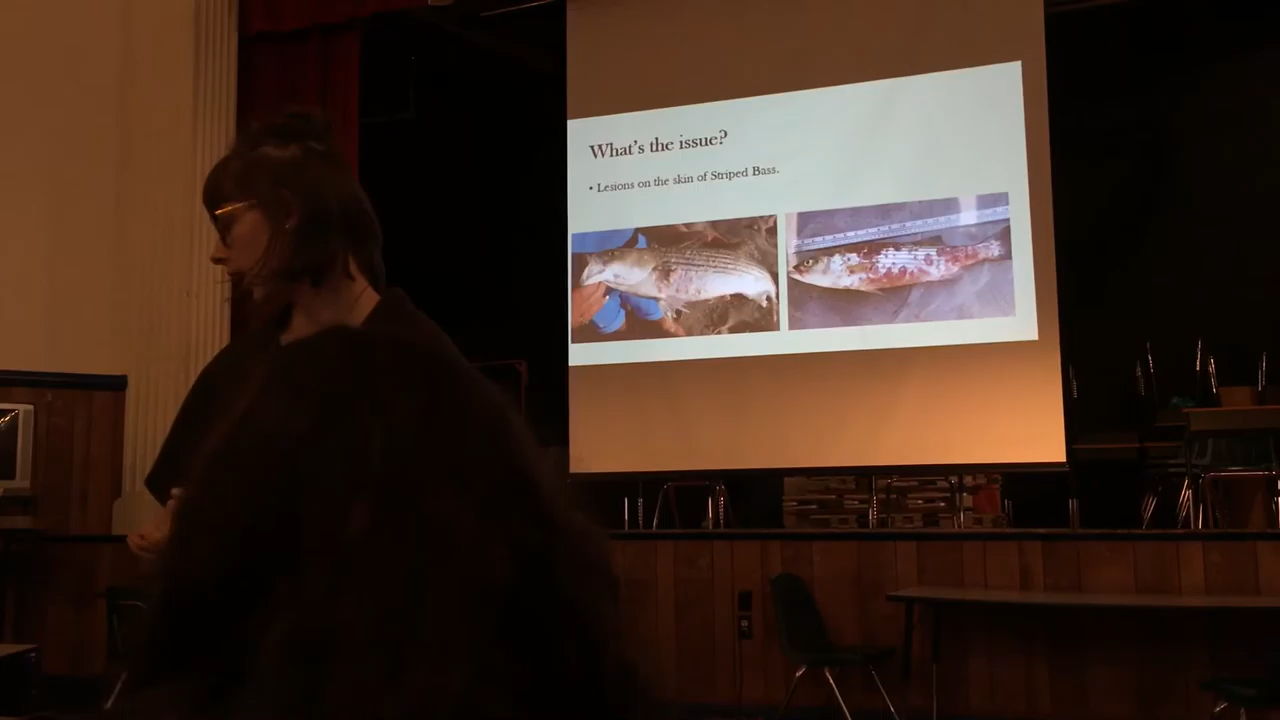 What's the issue?
• Lesions on the skin of Striped Bass.